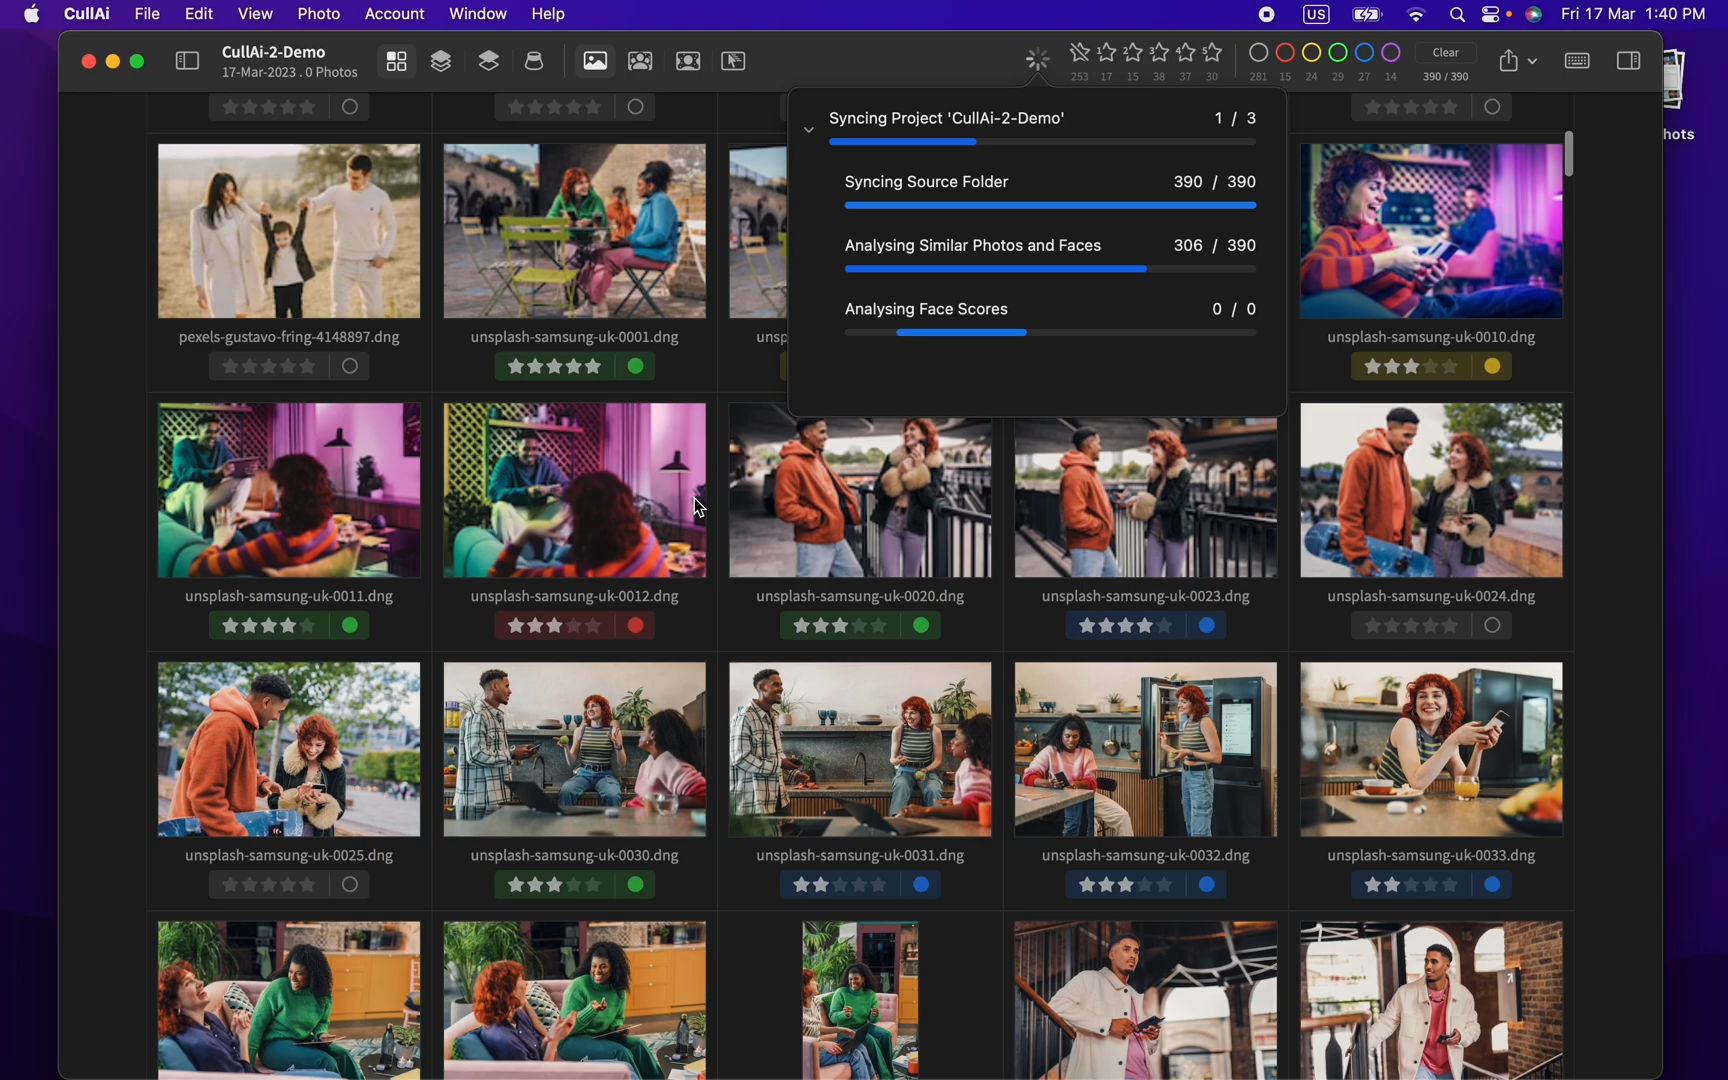 CullAi File Edit View Photo Account Window Help US Fri 17 Mar 1:40 PM
CullAi-2-Demo
17-Mar-2023 . 0 Photos
1 2 3 4 5 Clear
253 17 15 38 37 30 281 15 24 29 27 14 390 / 390
hots
Syncing Project 'CullAi-2-Demo' 1 / 3
Syncing Source Folder 390 / 390
Analysing Similar Photos and Faces 306 / 390
Analysing Face Scores 0 / 0
pexels-gustavo-fring-4148897.dng unsplash-samsung-uk-0001.dng unsp unsplash-samsung-uk-0010.dng
unsplash-samsung-uk-0011.dng unsplash-samsung-uk-0012.dng unsplash-samsung-uk-0020.dng unsplash-samsung-uk-0023.dng unsplash-samsung-uk-0024.dng
unsplash-samsung-uk-0025.dng unsplash-samsung-uk-0030.dng unsplash-samsung-uk-0031.dng unsplash-samsung-uk-0032.dng unsplash-samsung-uk-0033.dng